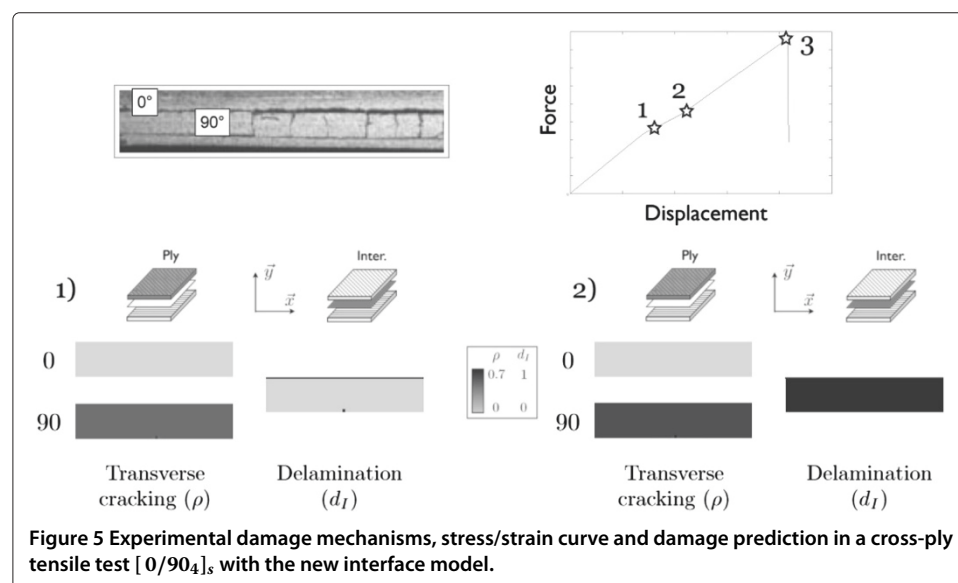 0°
90°
Force
1
2
3
Displacement
1)
Ply
Inter.
y⃗
x⃗
0
90
Transverse
cracking (ρ)
Delamination
(d_I)
ρ d_I
0.7 1
0 0
2)
Ply
Inter.
y⃗
x⃗
0
90
Transverse
cracking (ρ)
Delamination
(d_I)
Figure 5 Experimental damage mechanisms, stress/strain curve and damage prediction in a cross-ply
tensile test [ 0/90₄]ₛ with the new interface model.